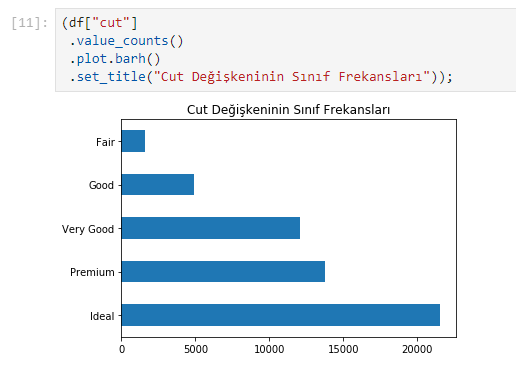 [11]: (df["cut"]
.value_counts()
.plot.barh()
.set_title("Cut Değişkeninin Sınıf Frekansları"));
Cut Değişkeninin Sınıf Frekansları
Fair
Good
Very Good
Premium
Ideal
0 5000 10000 15000 20000